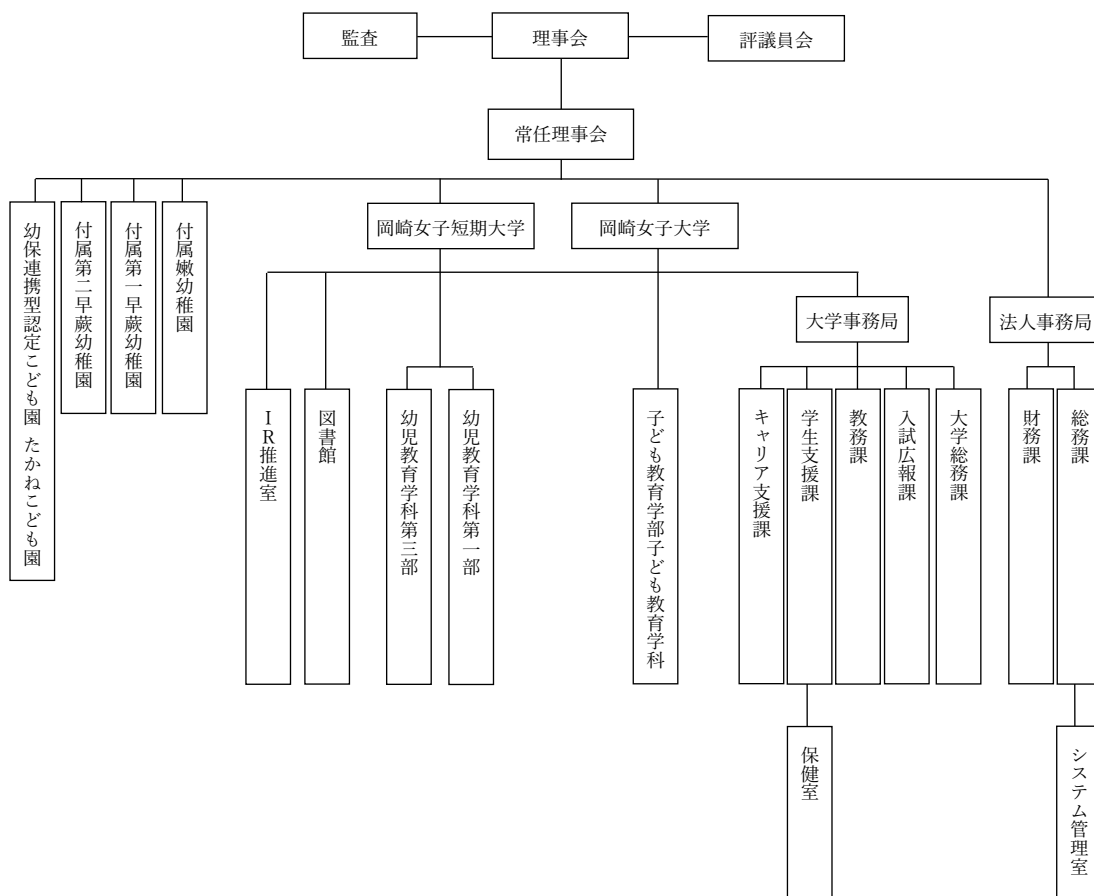 監査
理事会
評議員会
常任理事会
幼保連携型認定こども園 たかねこども園
付属第二早蕨幼稚園
付属第一早蕨幼稚園
付属嫩幼稚園
岡崎女子短期大学
岡崎女子大学
大学事務局
法人事務局
IR推進室
図書館
幼児教育学科第三部
幼児教育学科第一部
子ども教育学部子ども教育学科
キャリア支援課
学生支援課
教務課
入試広報課
大学総務課
財務課
総務課
保健室
システム管理室